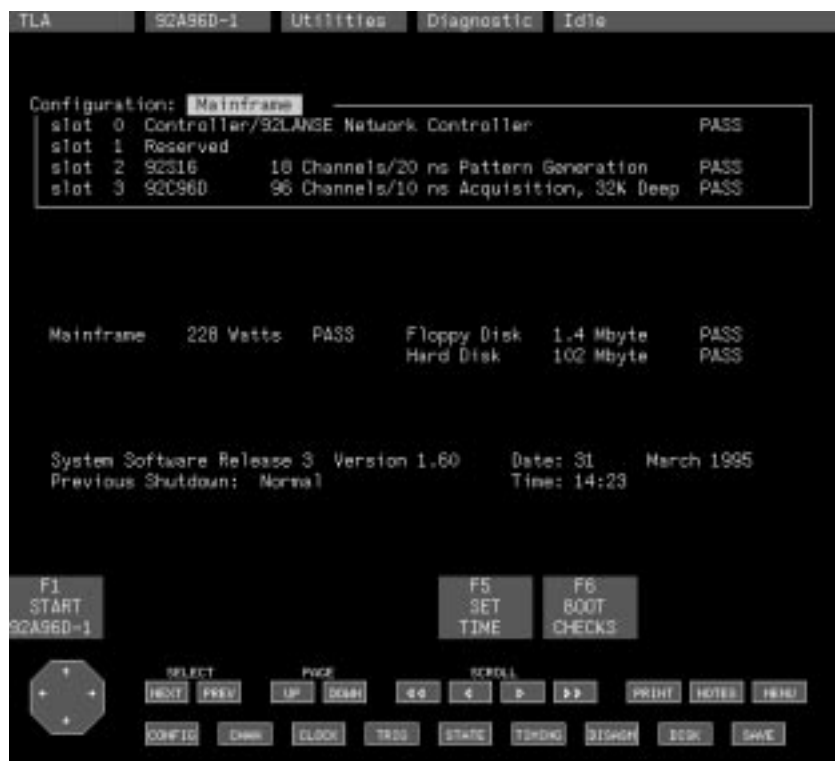 TLA 92A96D-1 Utilities Diagnostic Idle
Configuration: Mainframe
slot 0 Controller/92LANSE Network Controller PASS
slot 1 Reserved
slot 2 92S16 18 Channels/20 ns Pattern Generation PASS
slot 3 92C96D 96 Channels/10 ns Acquisition, 32K Deep PASS
Mainframe 228 Watts PASS Floppy Disk 1.4 Mbyte PASS
Hard Disk 102 Mbyte PASS
System Software Release 3 Version 1.60 Date: 31 March 1995
Previous Shutdown: Normal Time: 14:23
F1 F5 F6
START SET BOOT
92A96D-1 TIME CHECKS
SELECT PAGE SCROLL
NEXT PREV UP DOWN PRINT NOTES MENU
CONFIG CHAN CLOCK TRIG STATE TIMING DISASM DISK SAVE